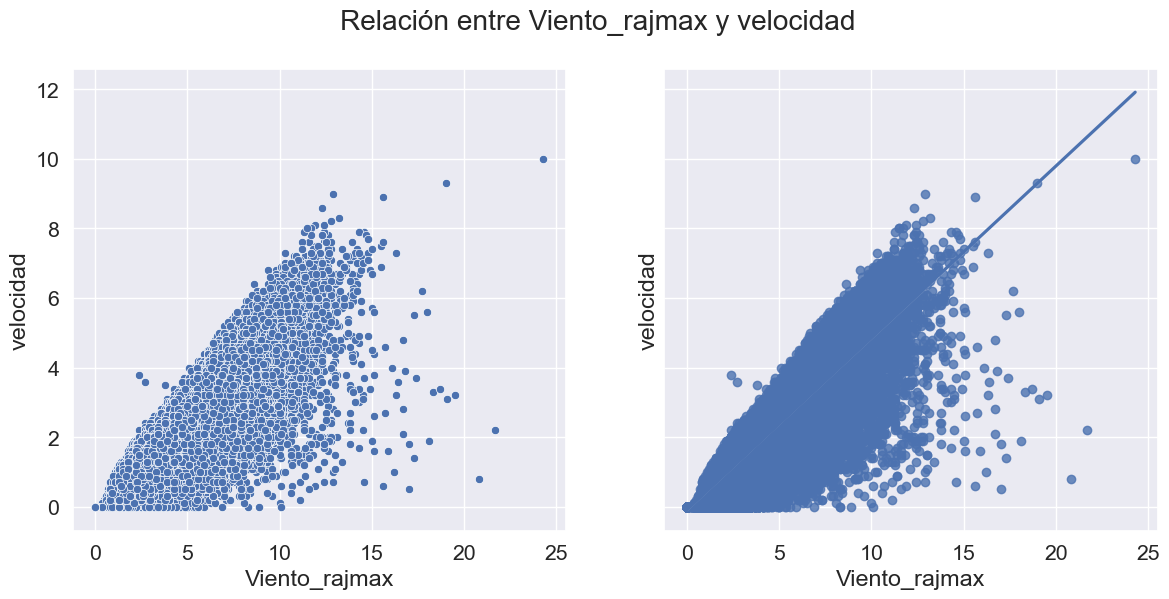 Relación entre Viento_rajmax y velocidad
velocidad
12
10
8
6
4
2
0
0 5 10 15 20 25
Viento_rajmax
velocidad
0 5 10 15 20 25
Viento_rajmax